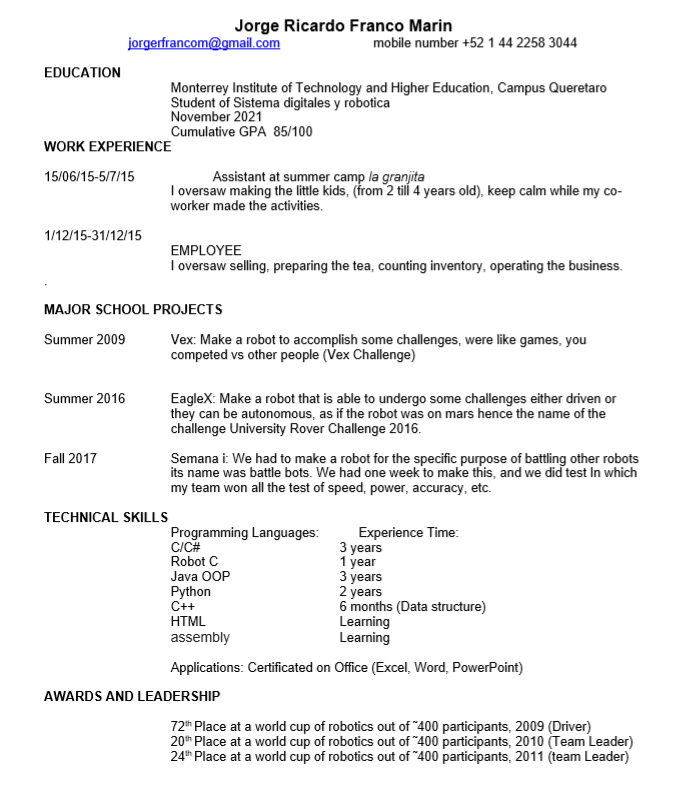 Jorge Ricardo Franco Marin
jorgerfrancom@gmail.com mobile number +52 1 44 2258 3044
EDUCATION
Monterrey Institute of Technology and Higher Education, Campus Queretaro
Student of Sistema digitales y robotica
November 2021
Cumulative GPA 85/100
WORK EXPERIENCE
15/06/15-5/7/15 Assistant at summer camp la granjita
I oversaw making the little kids, (from 2 till 4 years old), keep calm while my co-
worker made the activities.
1/12/15-31/12/15
EMPLOYEE
I oversaw selling, preparing the tea, counting inventory, operating the business.
.
MAJOR SCHOOL PROJECTS
Summer 2009 Vex: Make a robot to accomplish some challenges, were like games, you
competed vs other people (Vex Challenge)
Summer 2016 EagleX: Make a robot that is able to undergo some challenges either driven or
they can be autonomous, as if the robot was on mars hence the name of the
challenge University Rover Challenge 2016.
Fall 2017 Semana i: We had to make a robot for the specific purpose of battling other robots
its name was battle bots. We had one week to make this, and we did test In which
my team won all the test of speed, power, accuracy, etc.
TECHNICAL SKILLS
Programming Languages: Experience Time:
C/C# 3 years
Robot C 1 year
Java OOP 3 years
Python 2 years
C++ 6 months (Data structure)
HTML Learning
assembly Learning
Applications: Certificated on Office (Excel, Word, PowerPoint)
AWARDS AND LEADERSHIP
72th Place at a world cup of robotics out of ~400 participants, 2009 (Driver)
20th Place at a world cup of robotics out of ~400 participants, 2010 (Team Leader)
24th Place at a world cup of robotics out of ~400 participants, 2011 (team Leader)